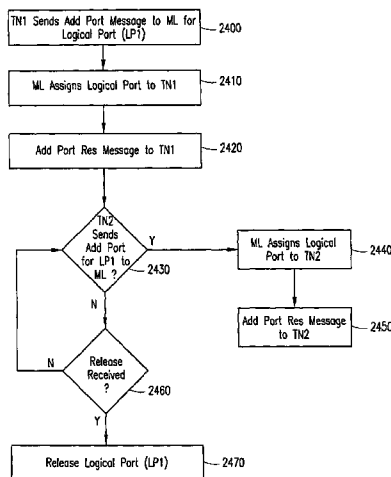 TN1 Sends Add Port Message to ML for
Logical Port (LP1)
2400
ML Assigns Logical Port to TN1
2410
Add Port Res Message to TN1
2420
TN2
Sends
Add Port
for LP1 to
ML ?
2430
Y
N
ML Assigns Logical
Port to TN2
2440
Add Port Res Message
to TN2
2450
Release
Received
?
2460
N
Y
Release Logical Port (LP1)
2470